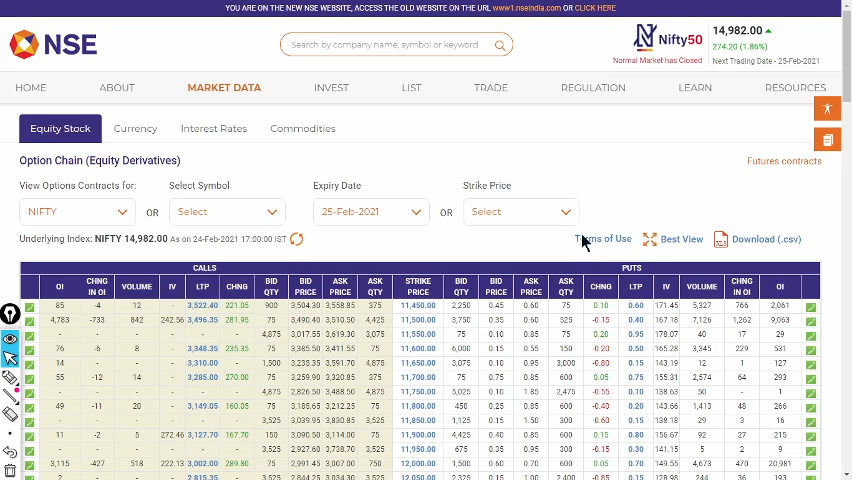 YOU ARE ON THE NEW NSE WEBSITE, ACCESS THE OLD WEBSITE ON THE URL www1.nseindia.com OR CLICK HERE
NSE
Search by company name, symbol or keyword
Nifty50
Normal Market has Closed
14,982.00
274.20 (1.86%)
Next Trading Date - 25-Feb-2021
HOME ABOUT MARKET DATA INVEST LIST TRADE REGULATION LEARN RESOURCES
Equity Stock Currency Interest Rates Commodities
Option Chain (Equity Derivatives) Futures contracts
View Options Contracts for: Select Symbol Expiry Date Strike Price
NIFTY OR Select 25-Feb-2021 OR Select
Underlying Index: NIFTY 14,982.00 As on 24-Feb-2021 17:00:00 IST of Use Best View Download (.csv)
CALLS PUTS
OI CHNG IN OI VOLUME IV LTP CHNG BID QTY BID PRICE ASK PRICE ASK QTY STRIKE PRICE BID QTY BID PRICE ASK PRICE ASK QTY CHNG LTP IV VOLUME CHNG IN OI OI
85 -4 12 - 3,522.40 221.05 900 3,504.30 3,558.85 375 11,450.00 2,250 0.45 0.60 75 0.10 0.60 171.45 5,327 766 2,061
4,783 -733 842 242.56 3,496.35 281.95 75 3,490.40 3,510.50 4,425 11,500.00 3,750 0.35 0.60 525 -0.15 0.40 167.18 7,126 1,262 9,063
- - - - - - 4,875 3,017.55 3,619.30 3,075 11,550.00 75 0.10 0.85 75 0.20 0.95 178.07 40 17 29
76 -6 8 - 3,348.35 235.35 75 3,385.50 3,411.55 75 11,600.00 6,000 0.15 0.55 150 -0.20 0.50 165.28 3,345 229 531
14 - - - 3,310.00 - 1,500 3,235.35 3,591.70 4,875 11,650.00 3,075 0.10 0.95 3,000 -0.80 0.15 143.19 12 1 127
55 -12 14 - 3,285.00 270.00 75 3,259.90 3,320.85 375 11,700.00 75 0.75 0.85 600 0.05 0.75 155.31 2,574 64 293
- - - - - - 4,875 2,826.50 3,488.50 4,875 11,750.00 5,025 0.10 1.85 2,475 -0.55 0.10 138.63 50 - 1
49 -11 20 - 3,149.05 160.05 75 3,185.65 3,212.25 75 11,800.00 450 0.25 0.85 600 -0.40 0.20 143.66 1,413 48 266
- - - - - - 3,525 3,039.95 3,830.85 3,525 11,850.00 1,125 0.15 1.50 300 -0.60 0.15 138.18 29 3 16
11 -2 5 272.46 3,127.70 167.70 150 3,090.50 3,114.00 75 11,900.00 4,425 0.40 0.85 600 0.15 0.80 156.67 92 27 215
- - - - - - 3,525 2,927.60 3,738.70 3,525 11,950.00 675 0.35 0.95 300 -0.15 0.30 141.15 5 2 9
3,115 -427 518 222.13 3,002.00 289.80 75 2,991.45 3,007.00 750 12,000.00 1,500 0.60 0.70 600 0.05 0.70 149.55 4,673 470 20,981